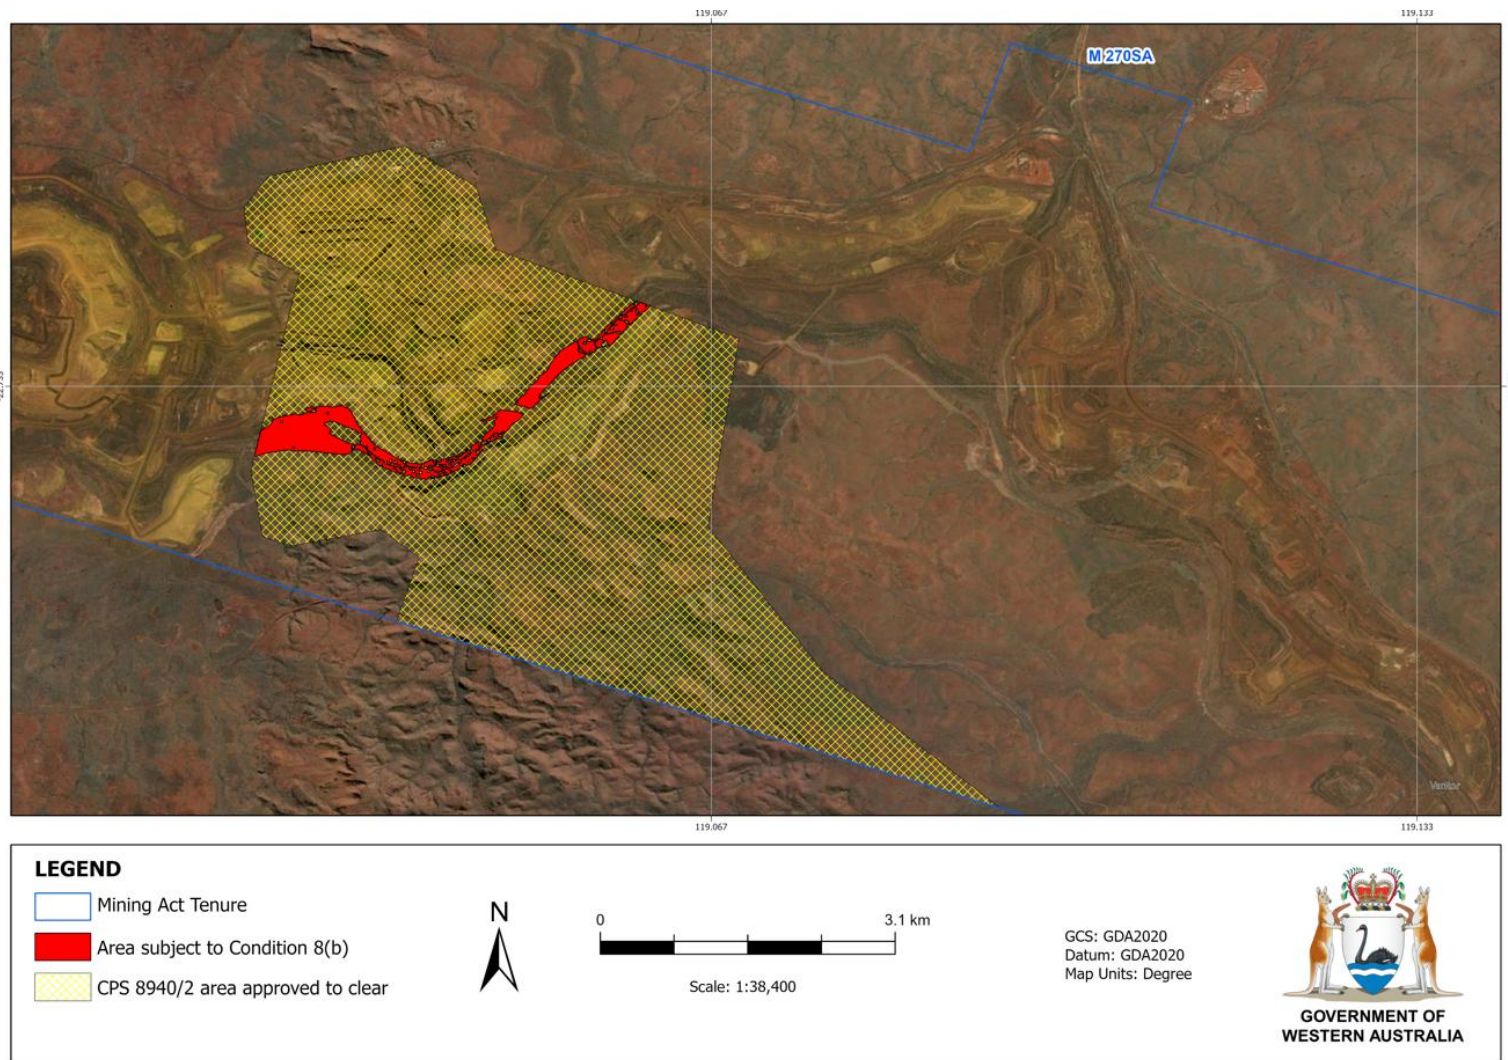 119.067
119.133
M 270SA
Vantor
119.067
119.133
LEGEND
Mining Act Tenure
Area subject to Condition 8(b)
CPS 8940/2 area approved to clear
N
0
3.1 km
Scale: 1:38,400
GCS: GDA2020
Datum: GDA2020
Map Units: Degree
GOVERNMENT OF
WESTERN AUSTRALIA